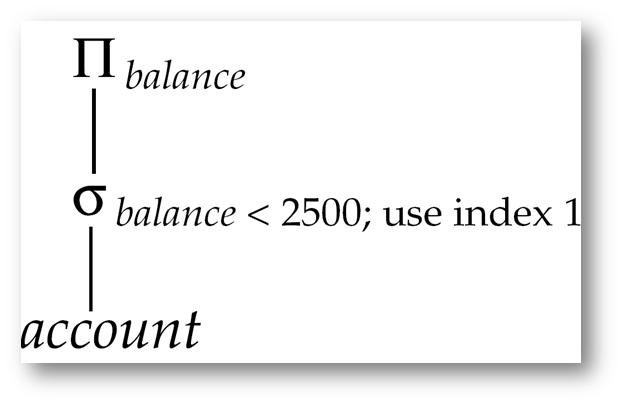 Π balance
σ balance < 2500; use index 1
account